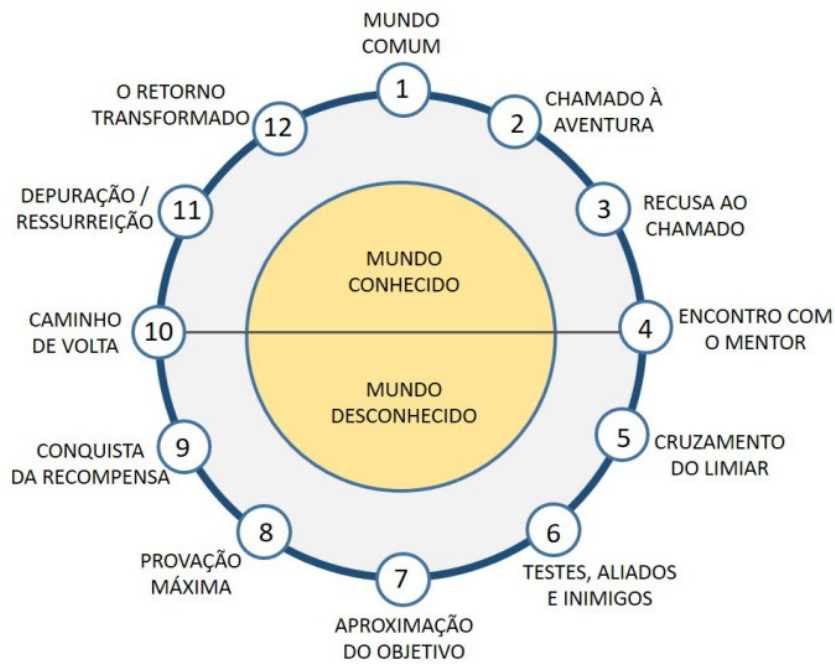 1
MUNDO
COMUM
2
CHAMADO À
AVENTURA
3
RECUSA AO
CHAMADO
4
ENCONTRO COM
O MENTOR
5
CRUZAMENTO
DO LIMIAR
6
TESTES, ALIADOS
E INIMIGOS
7
APROXIMAÇÃO
DO OBJETIVO
8
PROVAÇÃO
MÁXIMA
9
CONQUISTA
DA RECOMPENSA
10
CAMINHO
DE VOLTA
11
DEPURAÇÃO /
RESSURREIÇÃO
12
O RETORNO
TRANSFORMADO
MUNDO
CONHECIDO
MUNDO
DESCONHECIDO